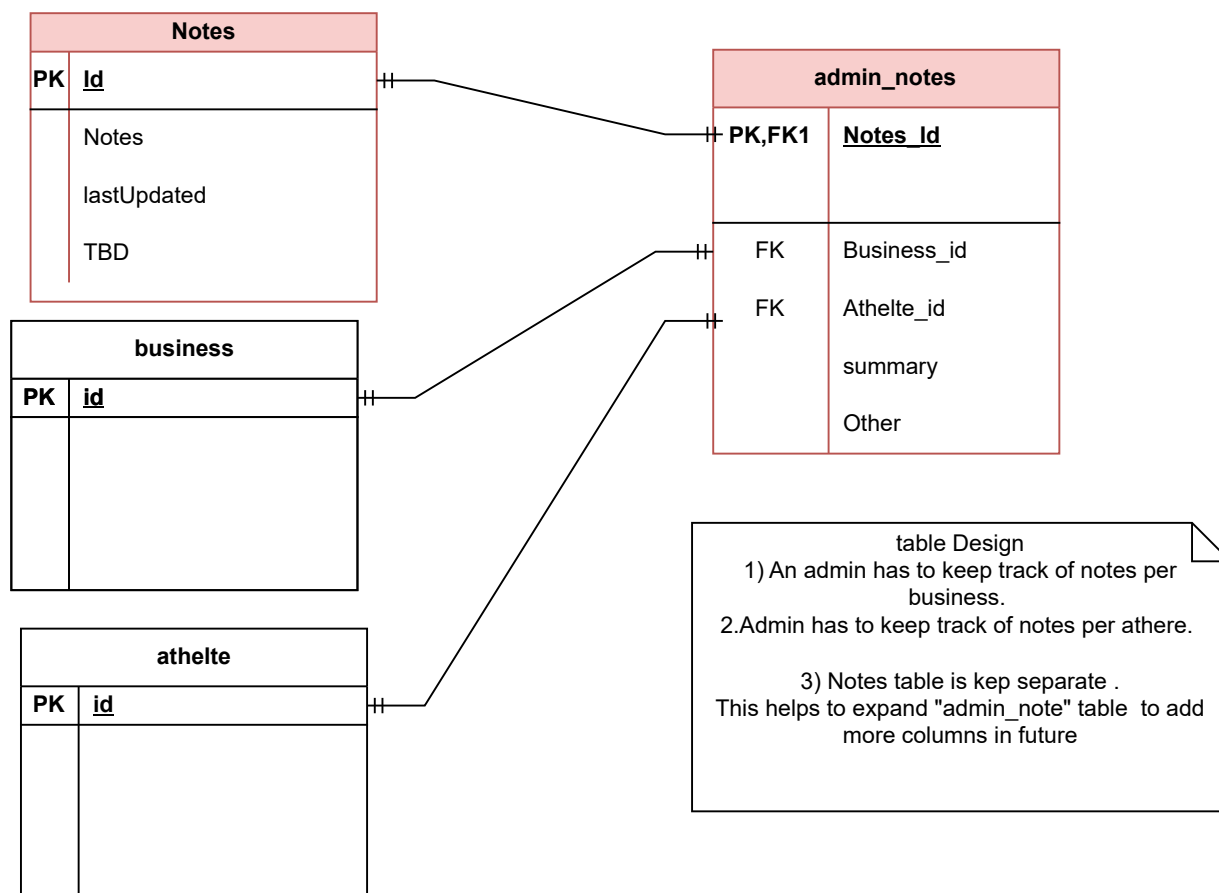 Notes
PK Id
Notes
lastUpdated
TBD
admin_notes
PK,FK1 Notes_Id
FK Business_id
FK Athelte_id
summary
Other
business
PK id
athelte
PK id
table Design
1) An admin has to keep track of notes per
business.
2.Admin has to keep track of notes per athere.
3) Notes table is kep separate .
This helps to expand "admin_note" table to add
more columns in future